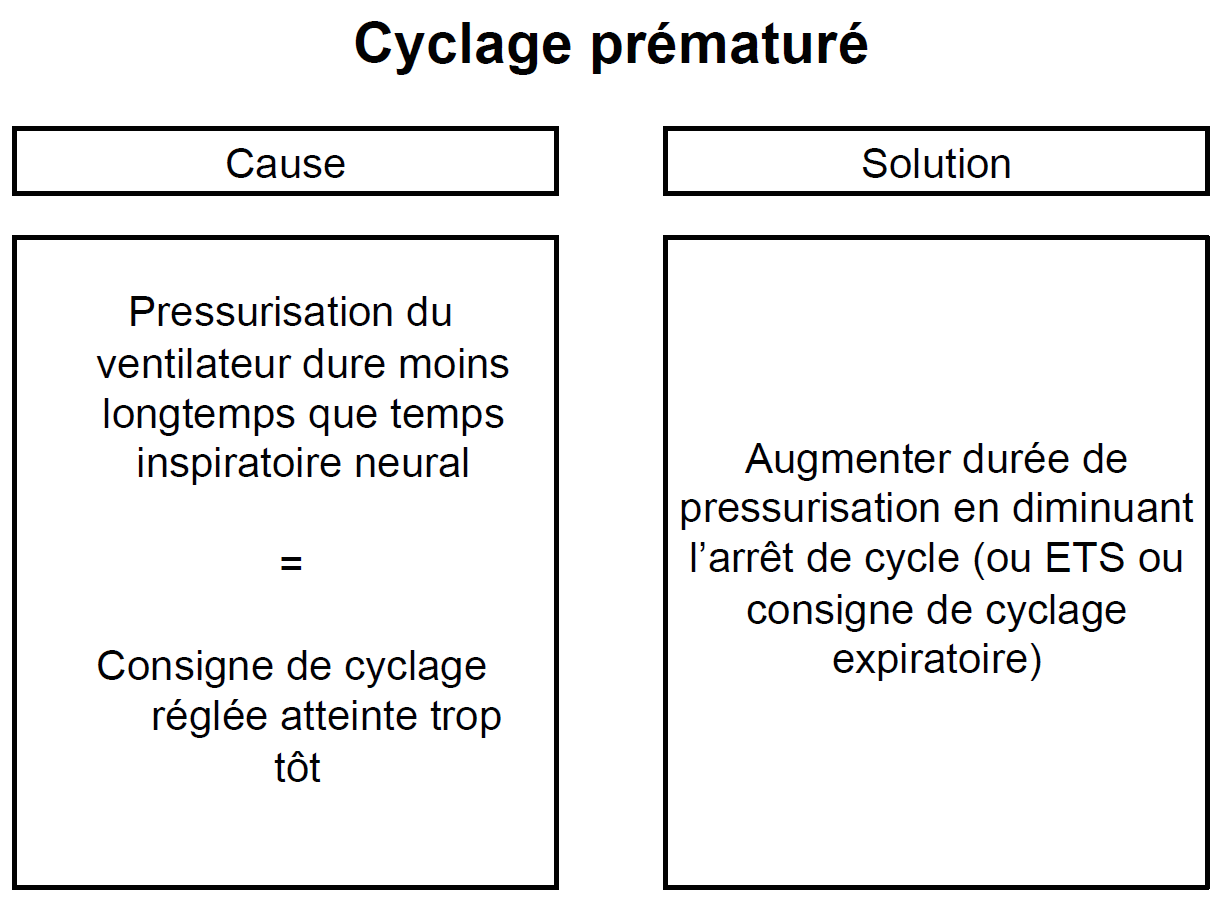 Cyclage prématuré
Cause
Solution
Pressurisation du
ventilateur dure moins
longtemps que temps
inspiratoire neural
=
Consigne de cyclage
réglée atteinte trop
tôt
Augmenter durée de
pressurisation en diminuant
l’arrêt de cycle (ou ETS ou
consigne de cyclage
expiratoire)